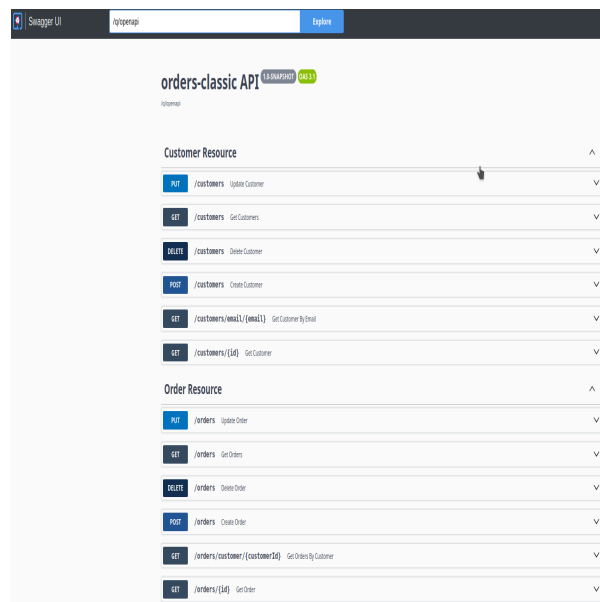 Swagger UI /q/openapi Explore
orders-classic API 1.0-SNAPSHOT OAS 3.1
/q/openapi
Customer Resource
PUT /customers Update Customer
GET /customers Get Customers
DELETE /customers Delete Customer
POST /customers Create Customer
GET /customers/email/{email} Get Customer By Email
GET /customers/{id} Get Customer
Order Resource
PUT /orders Update Order
GET /orders Get Orders
DELETE /orders Delete Order
POST /orders Create Order
GET /orders/customer/{customerId} Get Orders By Customer
GET /orders/{id} Get Order